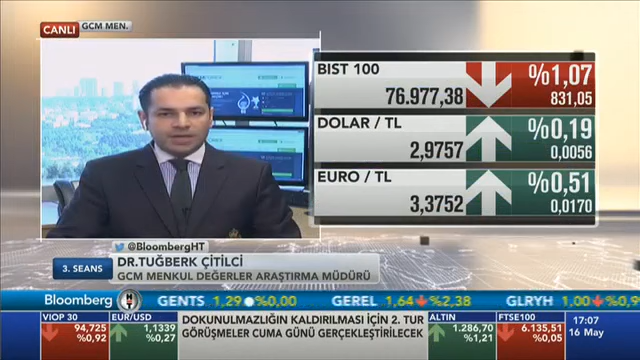 CANLI GCM MEN.
BIST 100 %1,07
76.977,38 831,05
DOLAR / TL %0,19
2,9757 0,0056
EURO / TL %0,51
3,3752 0,0170
@BloombergHT
3. SEANS
DR.TUĞBERK ÇİTİLCİ
GCM MENKUL DEĞERLER ARAŞTIRMA MÜDÜRÜ
Bloomberg HT GENTS 1,29 %0,00 GEREL 1,64 %2,38 GLRYH 1,00 %0,9
VIOP 30 EUR/USD
94,725 1,1339
%0,92 %0,27
DOKUNULMAZLIĞIN KALDIRILMASI İÇİN 2. TUR
GÖRÜŞMELER CUMA GÜNÜ GERÇEKLEŞTİRİLECEK
ALTIN FTSE100
1.286,70 6.135,51
%1,21 %0,05
17:07
16 May